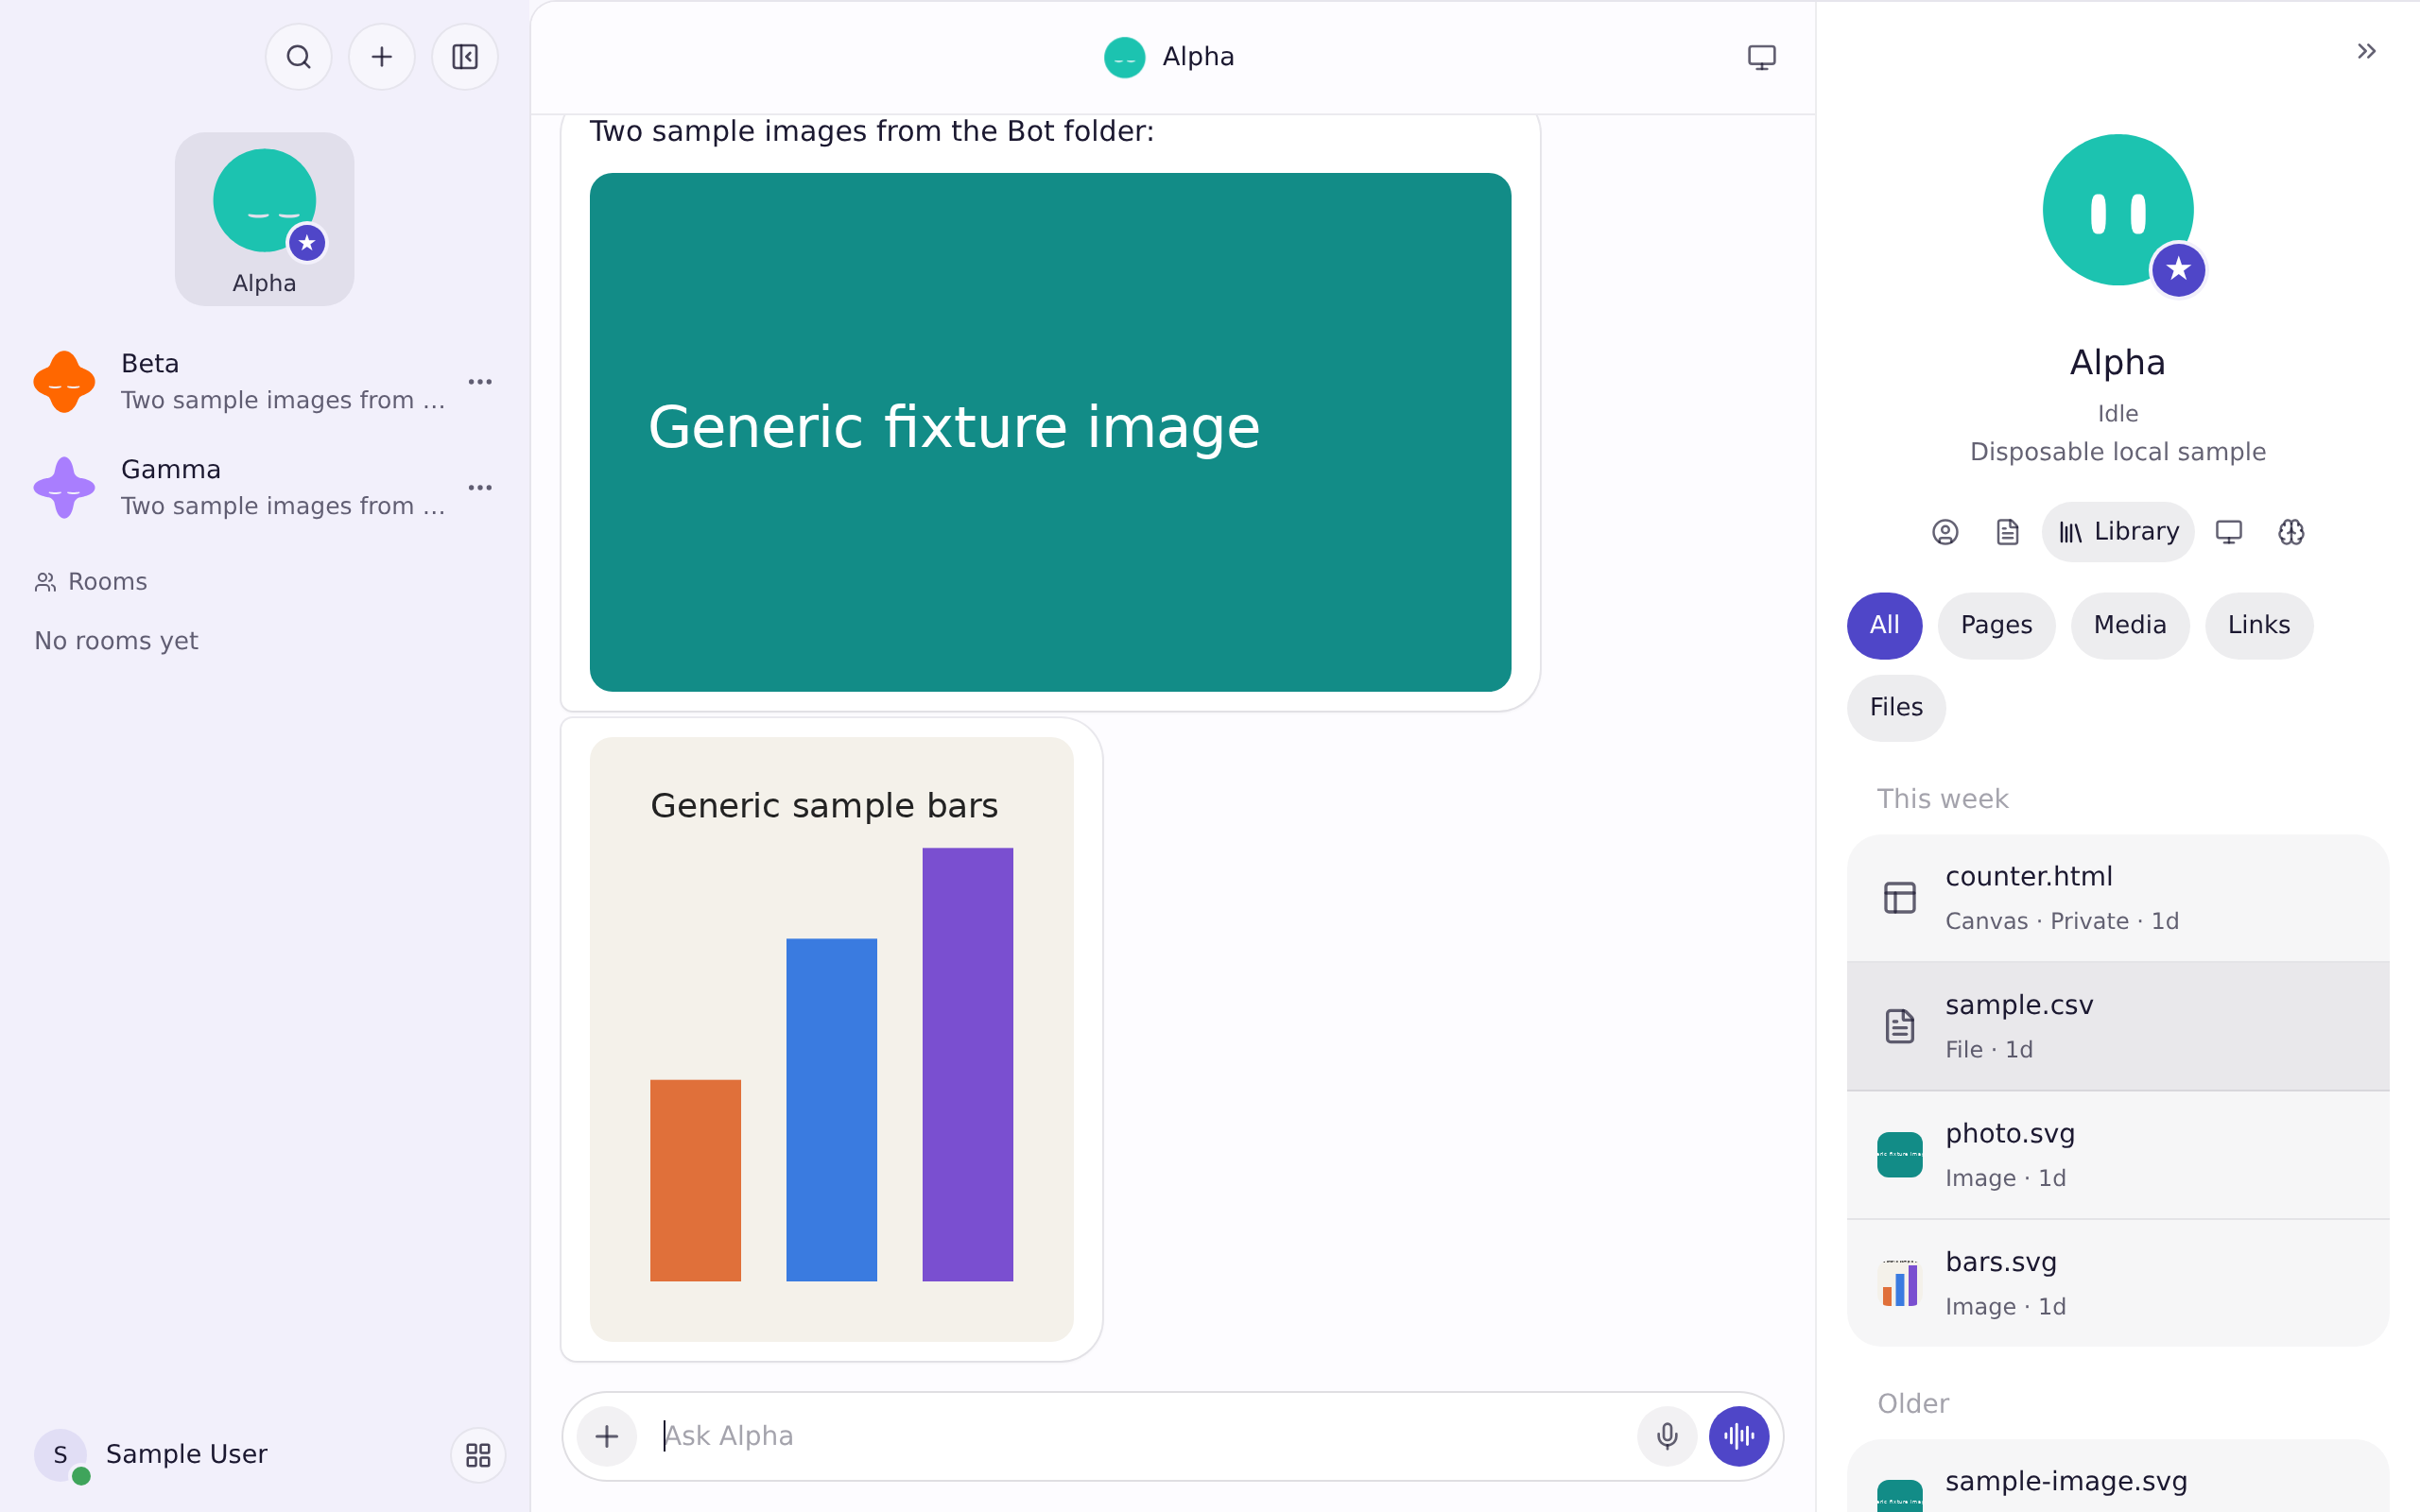 Alpha
Beta
Two sample images from ...
Gamma
Two sample images from ...
Rooms
No rooms yet
S
Sample User
Alpha
Two sample images from the Bot folder:
Generic fixture image
Generic sample bars
Ask Alpha
Alpha
Idle
Disposable local sample
Library
All
Pages
Media
Links
Files
This week
counter.html
Canvas · Private · 1d
sample.csv
File · 1d
photo.svg
Image · 1d
bars.svg
Image · 1d
Older
sample-image.svg